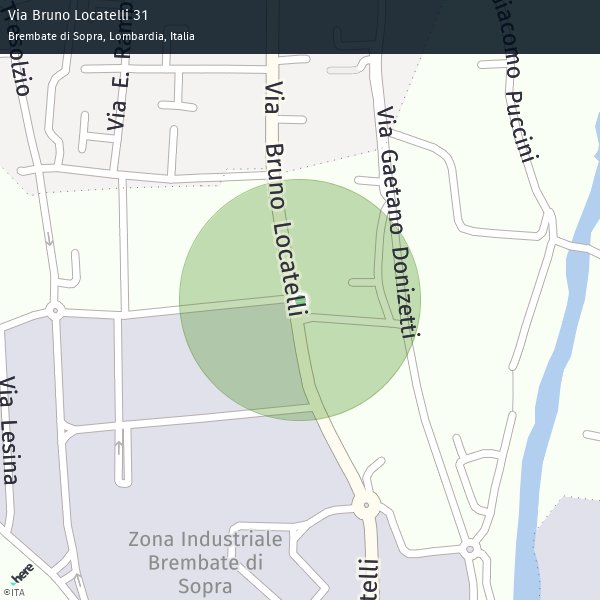 Via Bruno Locatelli 31
Brembate di Sopra, Lombardia, Italia
Via E.
Via Bruno Locatelli
Via Gaetano Donizetti
Giacomo Puccini
Via Lesina
Zona Industriale
Brembate di
Sopra
here
©ITA